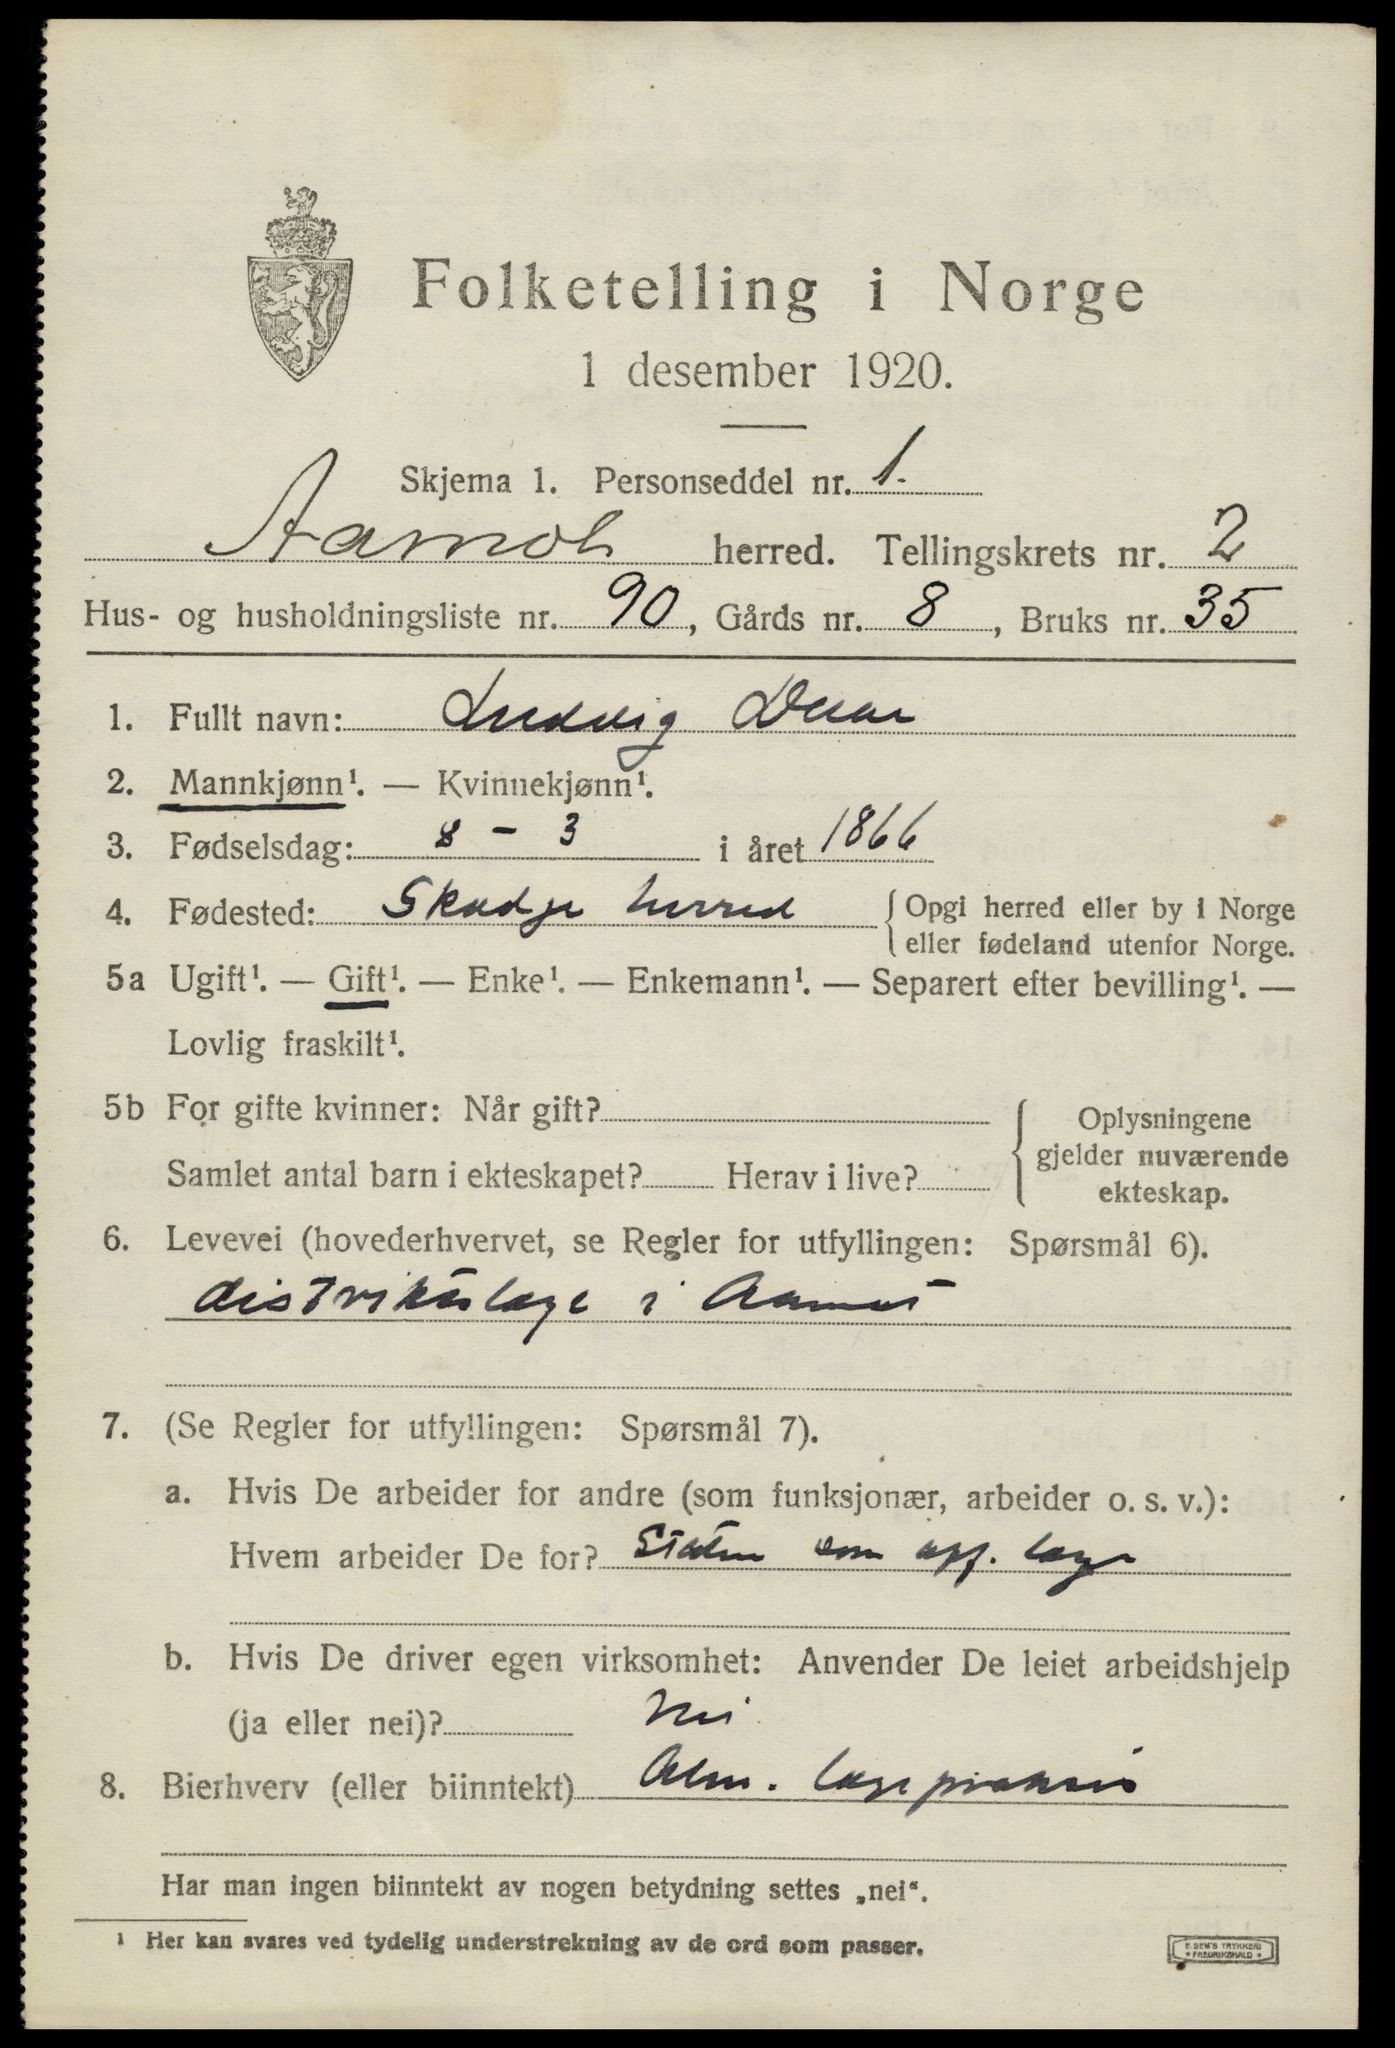 Folketelling i Norge
1 desember 1920.
Skjema 1. Personseddel nr. 1.
Aamot herred. Tellingskrets nr. 2
Hus- og husholdningsliste nr. 90, Gårds nr. 8, Bruks nr. 35
1. Fullt navn: Ludvig Daae
2. Mannkjønn¹. — Kvinnekjønn¹.
3. Fødselsdag: 8 - 3 i året 1866
4. Fødested: Skodje herred { Opgi herred eller by i Norge
eller fødeland utenfor Norge.
5a Ugift¹. — Gift¹. — Enke¹. — Enkemann¹. — Separert efter bevilling¹. —
Lovlig fraskilt¹.
5b For gifte kvinner: Når gift? { Oplysningene
gjelder nuværende
Samlet antal barn i ekteskapet? Herav i live? ekteskap.
6. Levevei (hovederhvervet, se Regler for utfyllingen: Spørsmål 6).
distriktslæge i Aamot
7. (Se Regler for utfyllingen: Spørsmål 7).
a. Hvis De arbeider for andre (som funksjonær, arbeider o. s. v.):
Hvem arbeider De for? Staten som off. læge
b. Hvis De driver egen virksomhet: Anvender De leiet arbeidshjelp
(ja eller nei)? Nei
8. Bierhverv (eller biinntekt) Alm. lægepraksis
Har man ingen biinntekt av nogen betydning settes „nei“.
¹ Her kan svares ved tydelig understrekning av de ord som passer.
E. SEM'S TRYKKERI
* FREDRIKSHALD *